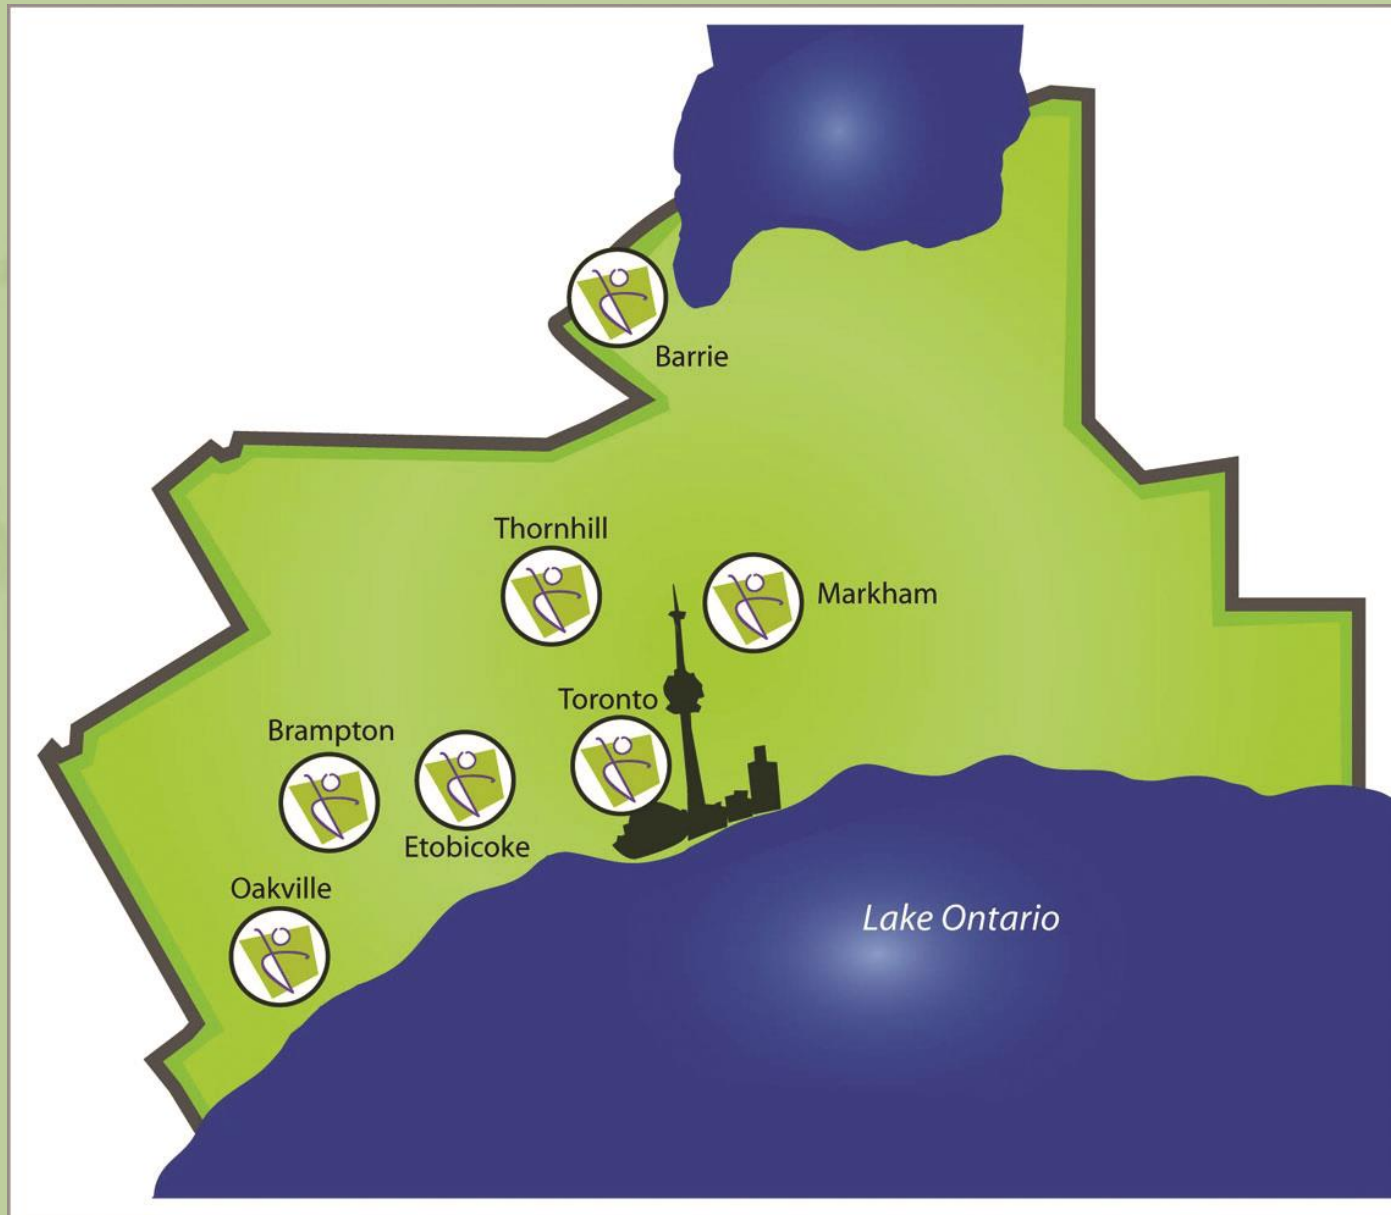 Barrie
Thornhill
Markham
Toronto
Brampton
Etobicoke
Oakville
Lake Ontario